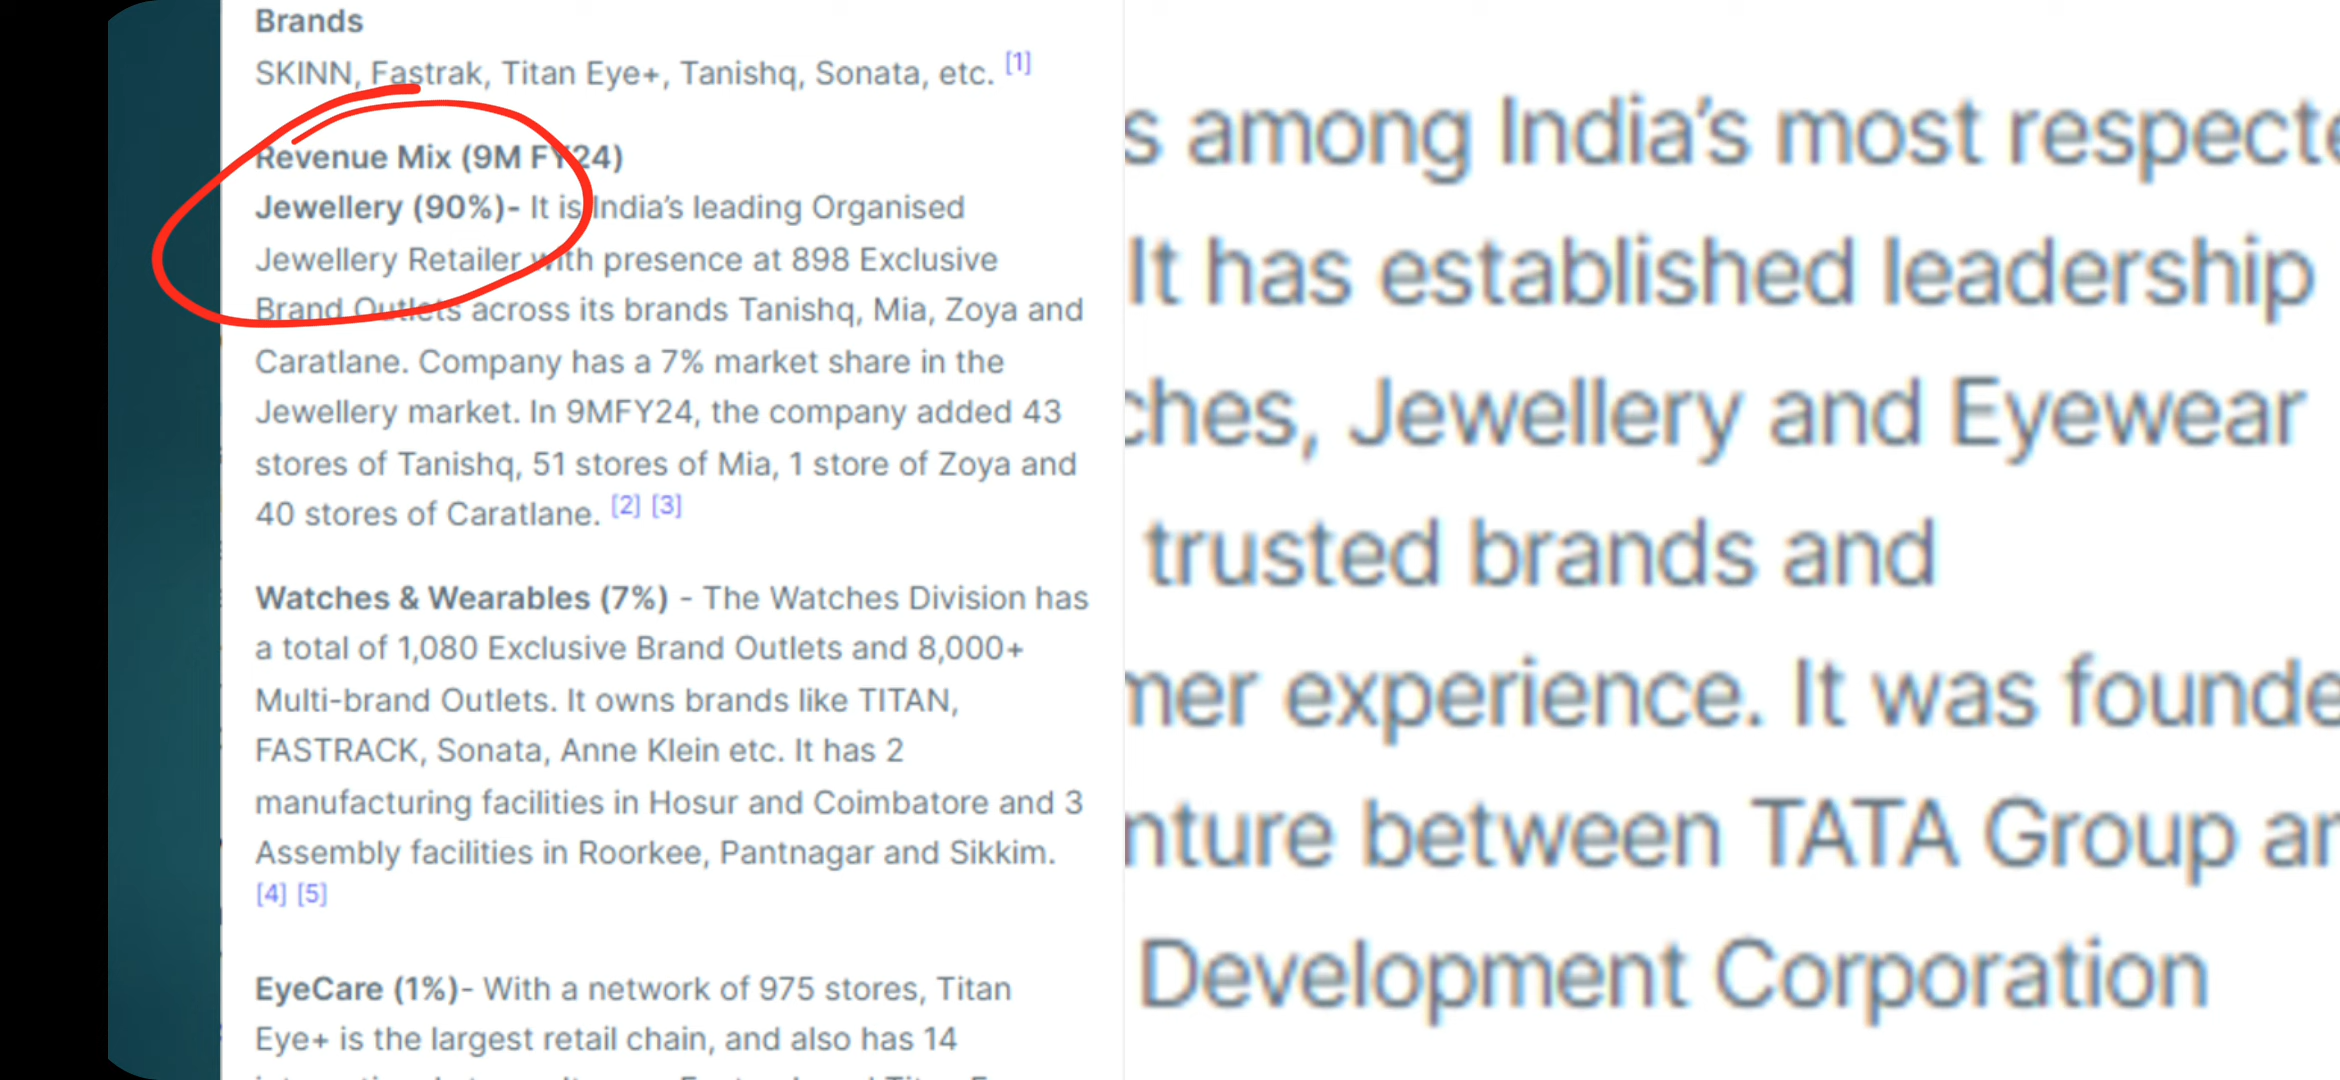 Brands
SKINN, Fastrak, Titan Eye+, Tanishq, Sonata, etc. [1]
Revenue Mix (9M FY24)
Jewellery (90%)- It is India's leading Organised
Jewellery Retailer with presence at 898 Exclusive
Brand Outlets across its brands Tanishq, Mia, Zoya and
Caratlane. Company has a 7% market share in the
Jewellery market. In 9MFY24, the company added 43
stores of Tanishq, 51 stores of Mia, 1 store of Zoya and
40 stores of Caratlane. [2] [3]
Watches & Wearables (7%) - The Watches Division has
a total of 1,080 Exclusive Brand Outlets and 8,000+
Multi-brand Outlets. It owns brands like TITAN,
FASTRACK, Sonata, Anne Klein etc. It has 2
manufacturing facilities in Hosur and Coimbatore and 3
Assembly facilities in Roorkee, Pantnagar and Sikkim.
[4] [5]
EyeCare (1%)- With a network of 975 stores, Titan
Eye+ is the largest retail chain, and also has 14
among India's most
It has established leadership
Jewellery and Eyewear
trusted brands and
experience. It was
between TATA Group
Development Corporation